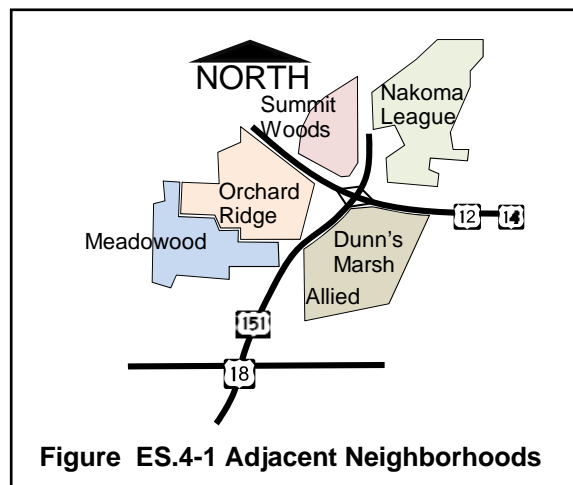 NORTH
Summit
Woods
Nakoma
League
Orchard
Ridge
Meadowood
12
14
Dunn's
Marsh
Allied
151
18
Figure ES.4-1 Adjacent Neighborhoods